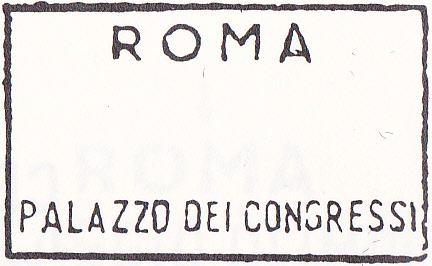 ROMA
PALAZZO DEI CONGRESSI